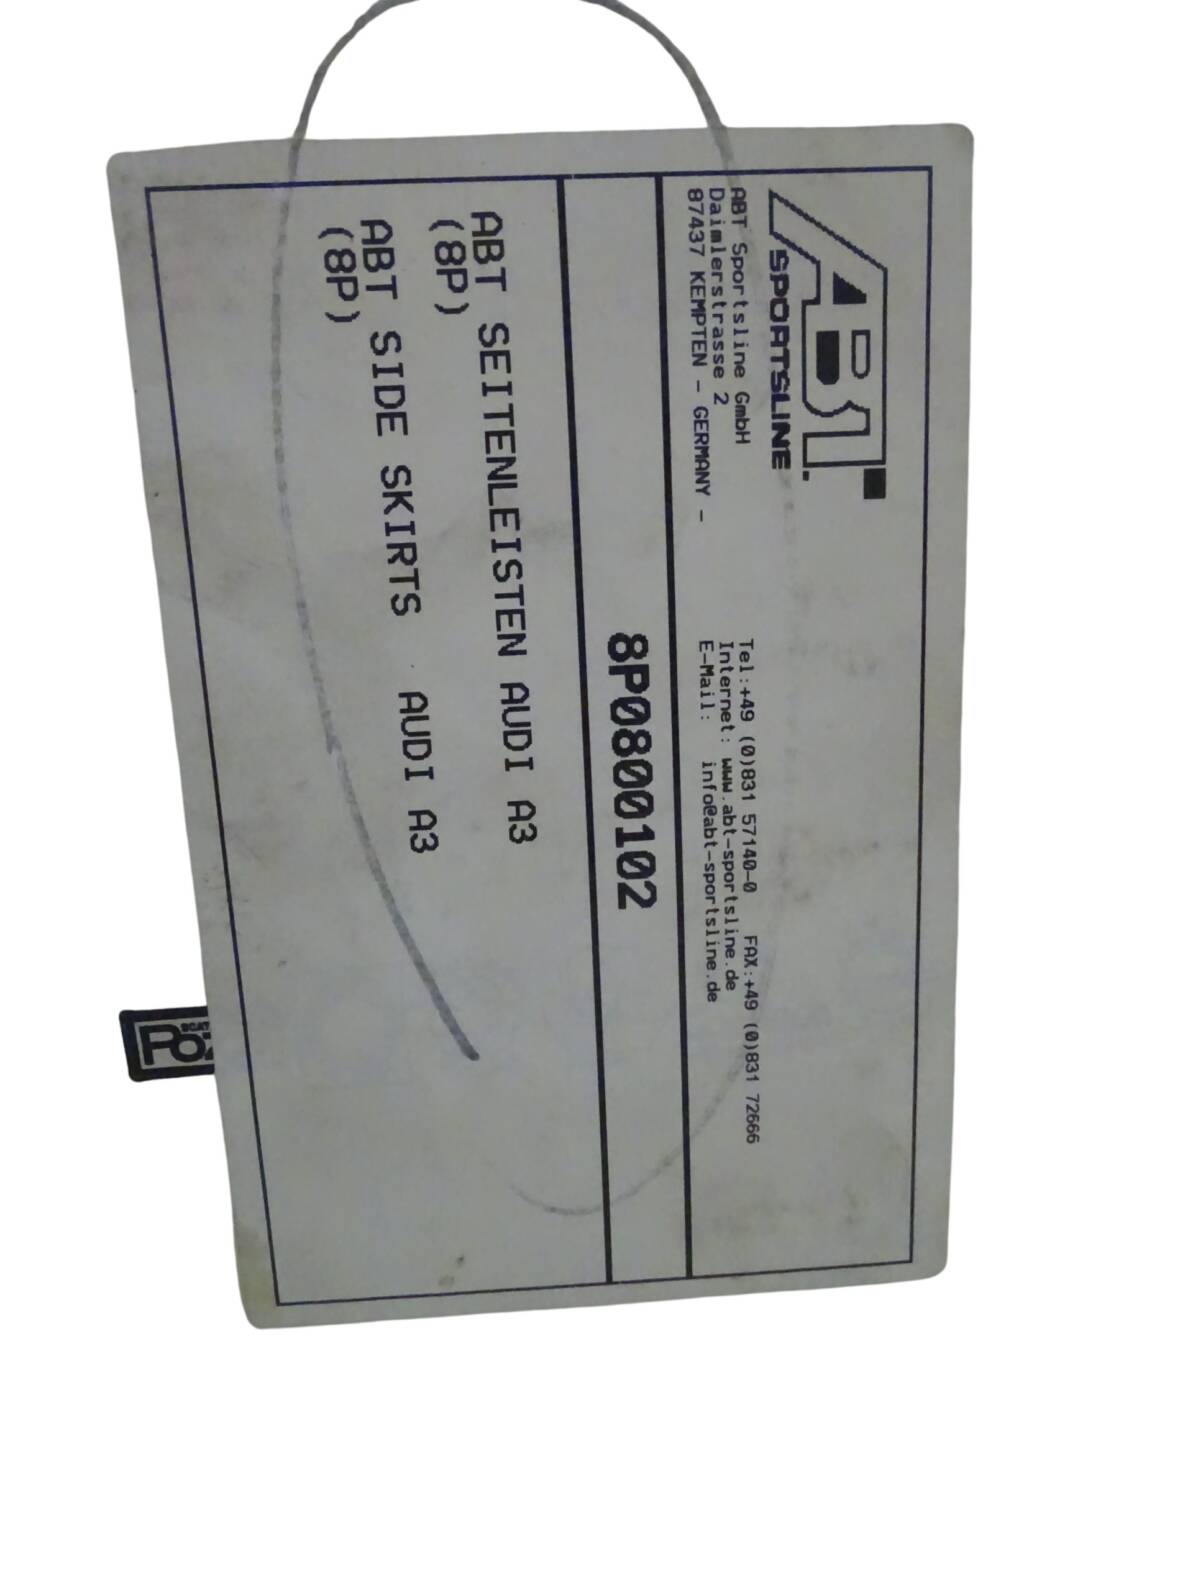 ABT
SPORTSLINE
ABT Sportsline GmbH
Daimlerstrasse 2
87437 KEMPTEN - GERMANY -
Tel:+49 (0)831 57140-0 FAX:+49 (0)831 72666
Internet: www.abt-sportsline.de
E-Mail: info@abt-sportsline.de
8P0800102
ABT SEITENLEISTEN AUDI A3
(8P)
ABT SIDE SKIRTS AUDI A3
(8P)